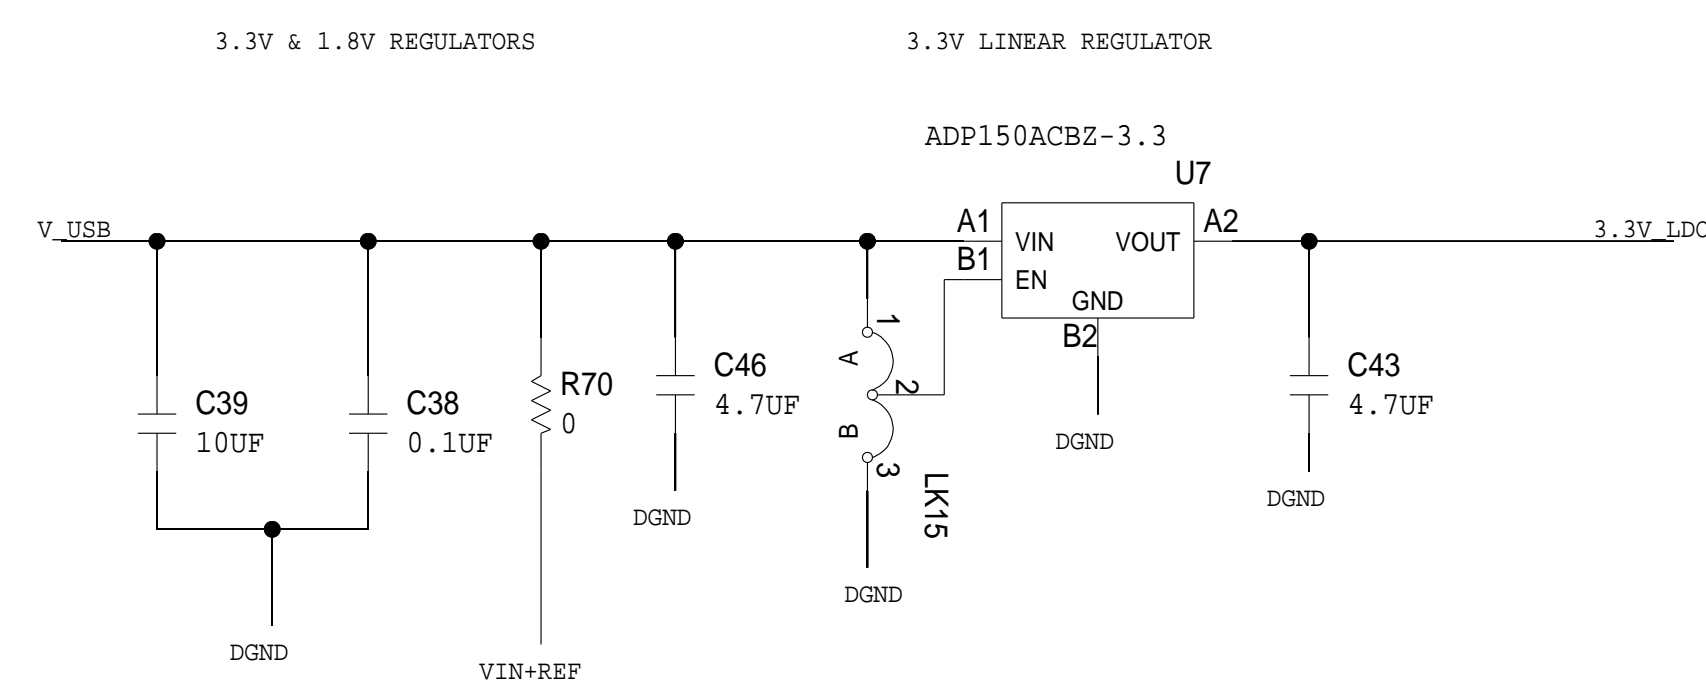 3.3V & 1.8V REGULATORS
3.3V LINEAR REGULATOR
ADP150ACBZ-3.3
U7
V_USB
A1
VIN
VOUT
A2
3.3V_LDO
B1
EN
GND
B2
1
A
2
B
3
LK15
DGND
C39
10UF
C38
0.1UF
DGND
R70
0
VIN+REF
C46
4.7UF
DGND
DGND
C43
4.7UF
DGND